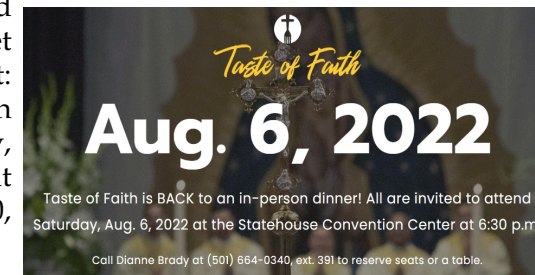 Taste of Faith
Aug. 6, 2022
Taste of Faith is BACK to an in-person dinner! All are invited to attend
Saturday, Aug. 6, 2022 at the Statehouse Convention Center at 6:30 p.m
Call Dianne Brady at (501) 664-0340, ext. 391 to reserve seats or a table.